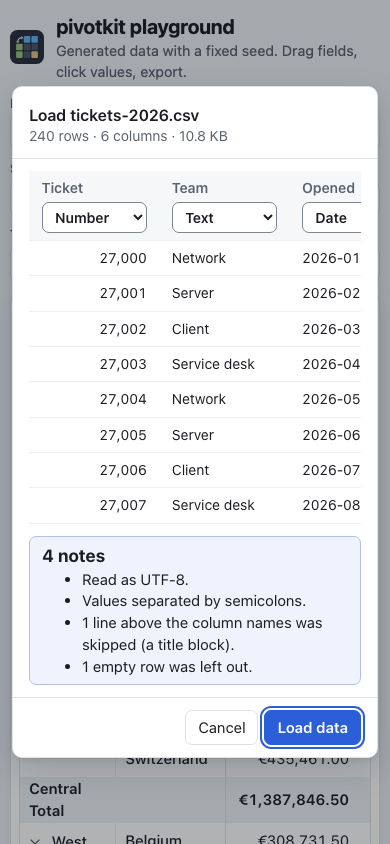 pivotkit playground
Generated data with a fixed seed. Drag fields,
click values, export.
Load tickets-2026.csv
240 rows · 6 columns · 10.8 KB
Ticket Team Opened
Number Text Date
27,000 Network 2026-01
27,001 Server 2026-02
27,002 Client 2026-03
27,003 Service desk 2026-04
27,004 Network 2026-05
27,005 Server 2026-06
27,006 Client 2026-07
27,007 Service desk 2026-08
4 notes
• Read as UTF-8.
• Values separated by semicolons.
• 1 line above the column names was
skipped (a title block).
• 1 empty row was left out.
Cancel Load data
Switzerland €435,461.00
Central
Total €1,387,846.50
West Belgium €308,731.50